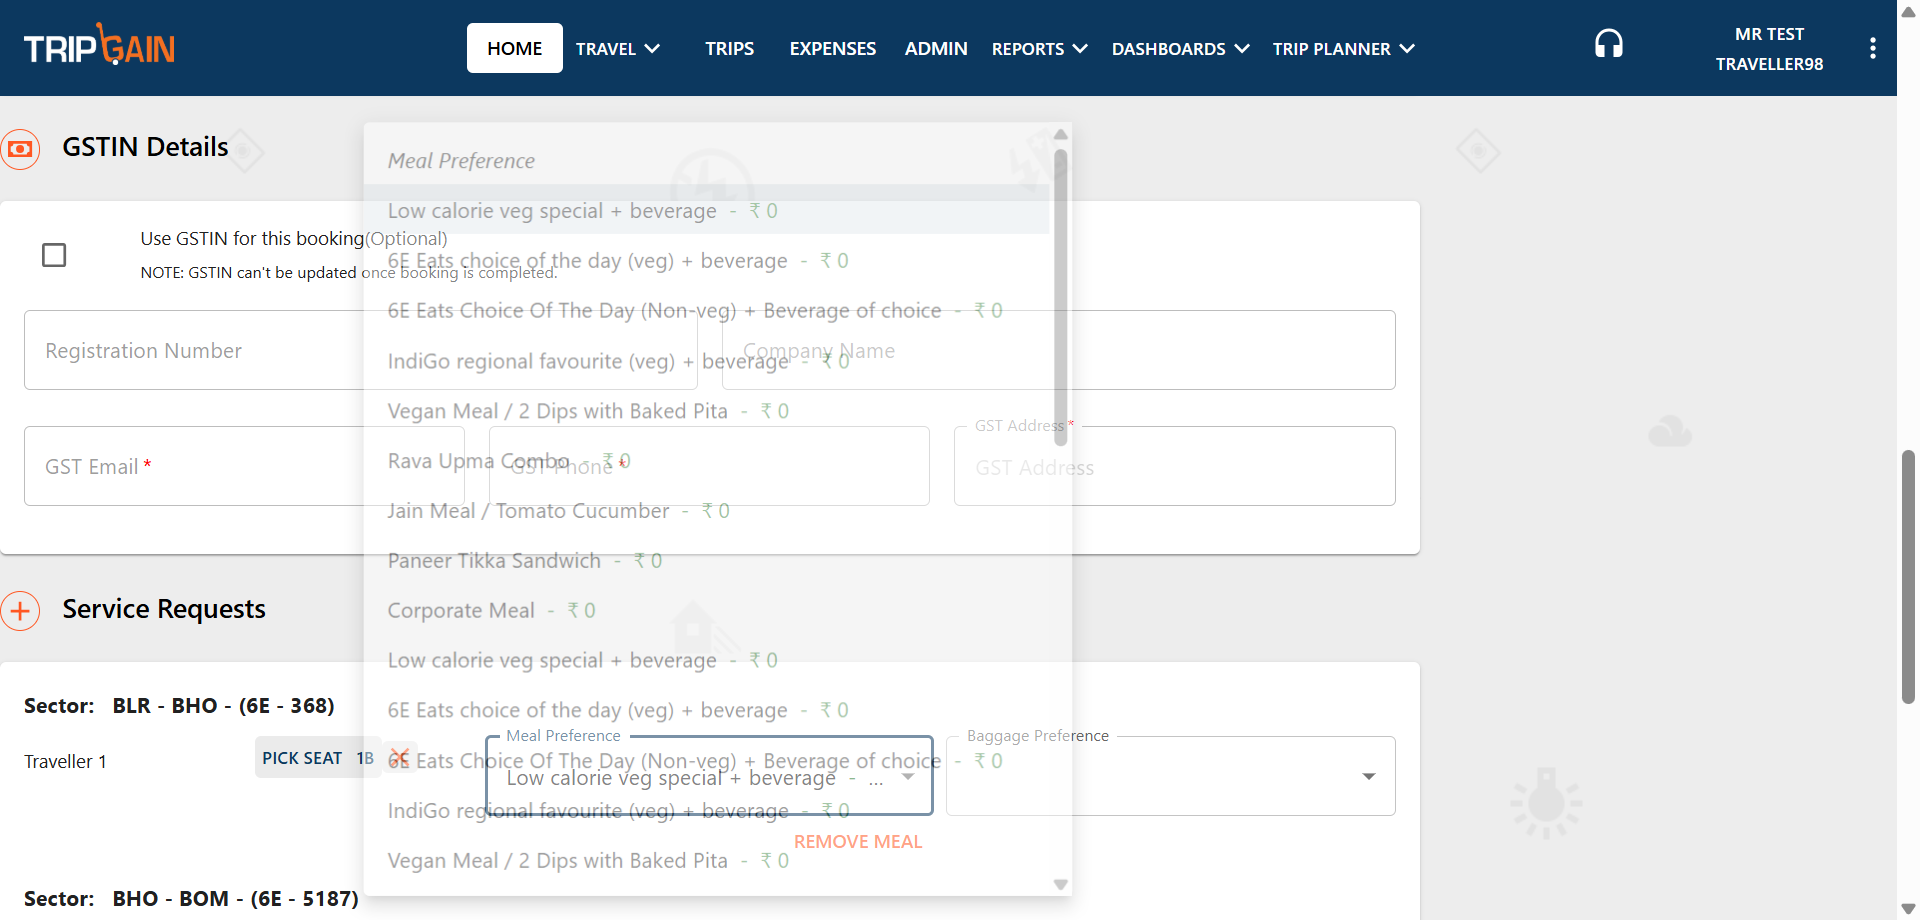 TRIPGAIN
HOME TRAVEL TRIPS EXPENSES ADMIN REPORTS DASHBOARDS TRIP PLANNER
MR TEST
TRAVELLER98
GSTIN Details
Use GSTIN for this booking(Optional)
NOTE: GSTIN can't be updated once booking is completed.
Registration Number
Company Name
GST Email *
GST Phone *
GST Address *
GST Address
Meal Preference
Low calorie veg special + beverage - ₹ 0
6E Eats choice of the day (veg) + beverage - ₹ 0
6E Eats Choice Of The Day (Non-veg) + Beverage of choice - ₹ 0
IndiGo regional favourite (veg) + beverage - ₹ 0
Vegan Meal / 2 Dips with Baked Pita - ₹ 0
Rava Upma Combo - ₹ 0
Jain Meal / Tomato Cucumber - ₹ 0
Paneer Tikka Sandwich - ₹ 0
Corporate Meal - ₹ 0
Low calorie veg special + beverage - ₹ 0
6E Eats choice of the day (veg) + beverage - ₹ 0
6E Eats Choice Of The Day (Non-veg) + Beverage of choice - ₹ 0
IndiGo regional favourite (veg) + beverage - ₹ 0
Vegan Meal / 2 Dips with Baked Pita - ₹ 0
Service Requests
Sector: BLR - BHO - (6E - 368)
Traveller 1
PICK SEAT 1B
Meal Preference
Low calorie veg special + beverage - ...
Baggage Preference
REMOVE MEAL
Sector: BHO - BOM - (6E - 5187)